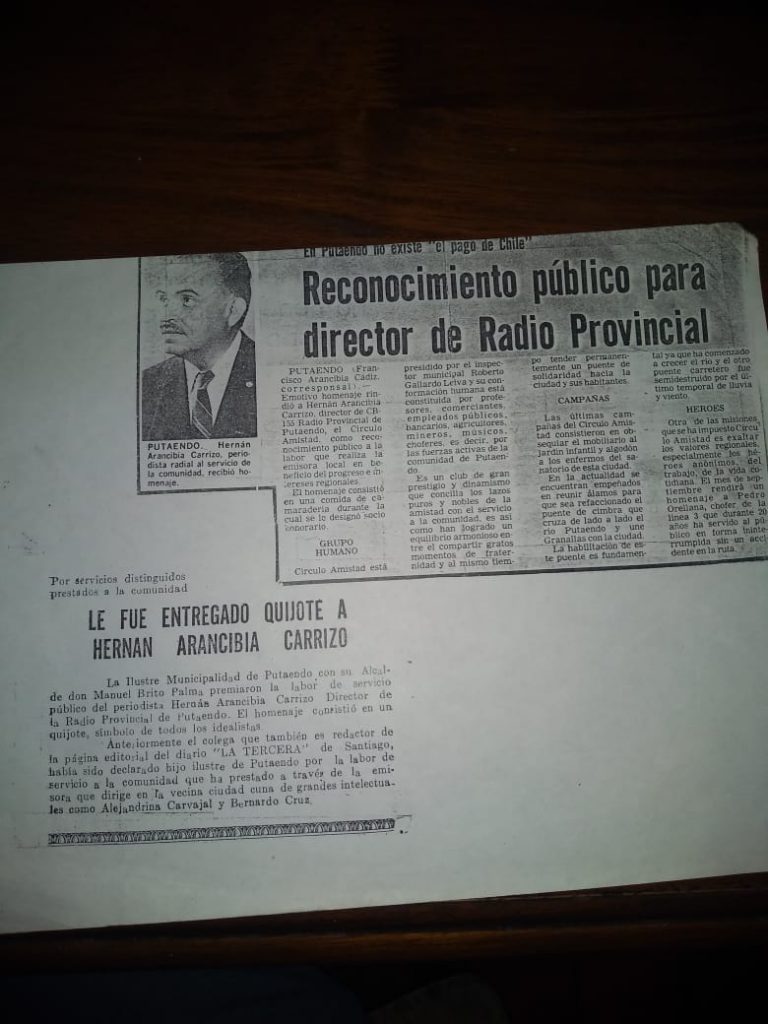 En Putaendo no existe "el pago de Chile"
Reconocimiento público para
director de Radio Provincial
PUTAENDO. Hernán
Arancibia Carrizo, perio-
dista radial al servicio de
la comunidad, recibió ho-
menaje.
PUTAENDO (Fran-
cisco Arancibia Cádiz,
corresponsal).—
Emotivo homenaje rin-
dió a Hernán Arancibia
Carrizo, director de CB-
155 Radio Provincial de
Putaendo, el Círculo
Amistad, como reco-
nocimiento público a la
labor que realiza la
emisora local en be-
neficio del progreso e in-
tereses regionales.
El homenaje consistió
en una comida de ca-
maradería durante la
cual se lo designó socio
honorario.
GRUPO
HUMANO
Círculo Amistad está
presidido por el inspec-
tor municipal Roberto
Gallardo Leiva y su con-
formación humana está
constituida por profe-
sores, comerciantes,
empleados públicos,
bancarios, agricultores,
mineros, músicos,
choferes, es decir, por
las fuerzas activas de la
comunidad de Putaen-
do.
Es un club de gran
prestigio y dinamismo
que concilia los lazos
puros y nobles de la
amistad con el servicio
a la comunidad, es así
como han logrado un
equilibrio armonioso en-
tre el compartir gratos
momentos de frater-
nidad y al mismo tiem-
po tender permanen-
temente un puente de
solidaridad hacia la
ciudad y sus habitantes.
CAMPAÑAS
Las últimas cam-
pañas del Círculo Amis-
tad consistieron en ob-
sequiar el mobiliario al
Jardín infantil y algodón
a los enfermos del sa-
natorio de esta ciudad.
En la actualidad se
encuentran empeñados
en reunir álamos para
que sea refaccionado el
puente de cimbra que
cruza de lado a lado el
río Putaendo y une
Granallas con la ciudad.
La habilitación de es-
te puente es fundamen-
tal ya que ha comenzado
a crecer el río y el otro
puente carretero fue
semidestruido por el úl-
timo temporal de lluvia
y viento.
HEROES
Otra de las misiones
que se ha impuesto Círcu-
lo Amistad es exaltar
los valores regionales,
especialmente los hé-
roes anónimos, del
trabajo, de la vida co-
tidiana. El mes de sep-
tiembre rendirá un
homenaje a Pedro
Orellana, chofer de la
línea 3 que durante 20
años ha servido al pú-
blico en forma inin-
terrumpida sin un acci-
dente en la ruta.
Por servicios distinguidos
prestados a la comunidad
LE FUE ENTREGADO QUIJOTE A
HERNAN ARANCIBIA CARRIZO
La Ilustre Municipalidad de Putaendo con su Alcal-
de don Manuel Brito Palma premiaron la labor de servicio
público del periodista Hernán Arancibia Carrizo Director de
la Radio Provincial de Putaendo. El homenaje consistió en un
quijote, símbolo de todos los idealistas.
Anteriormente el colega que también es redactor de
la página editorial del diario "LA TERCERA" de Santiago,
había sido declarado hijo ilustre de Putaendo por la labor de
servicio a la comunidad que ha prestado a través de la emi-
sora que dirige en la vecina ciudad cuna de grandes intelectua-
les como Alejandrina Carvajal y Bernardo Cruz.